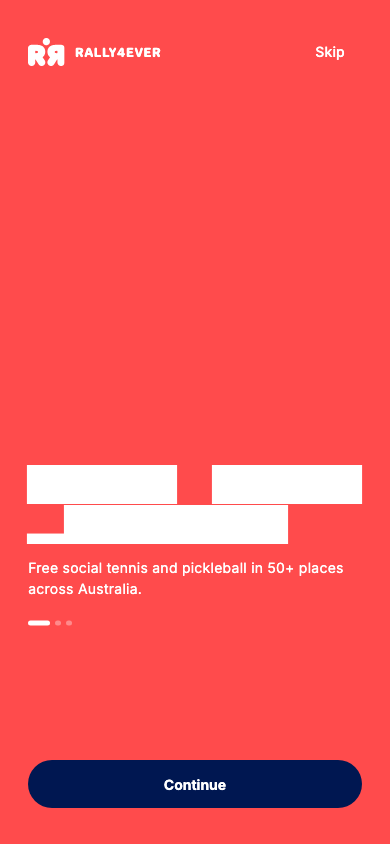 RALLY4EVER
Skip
Free social tennis and pickleball in 50+ places
across Australia.
Continue